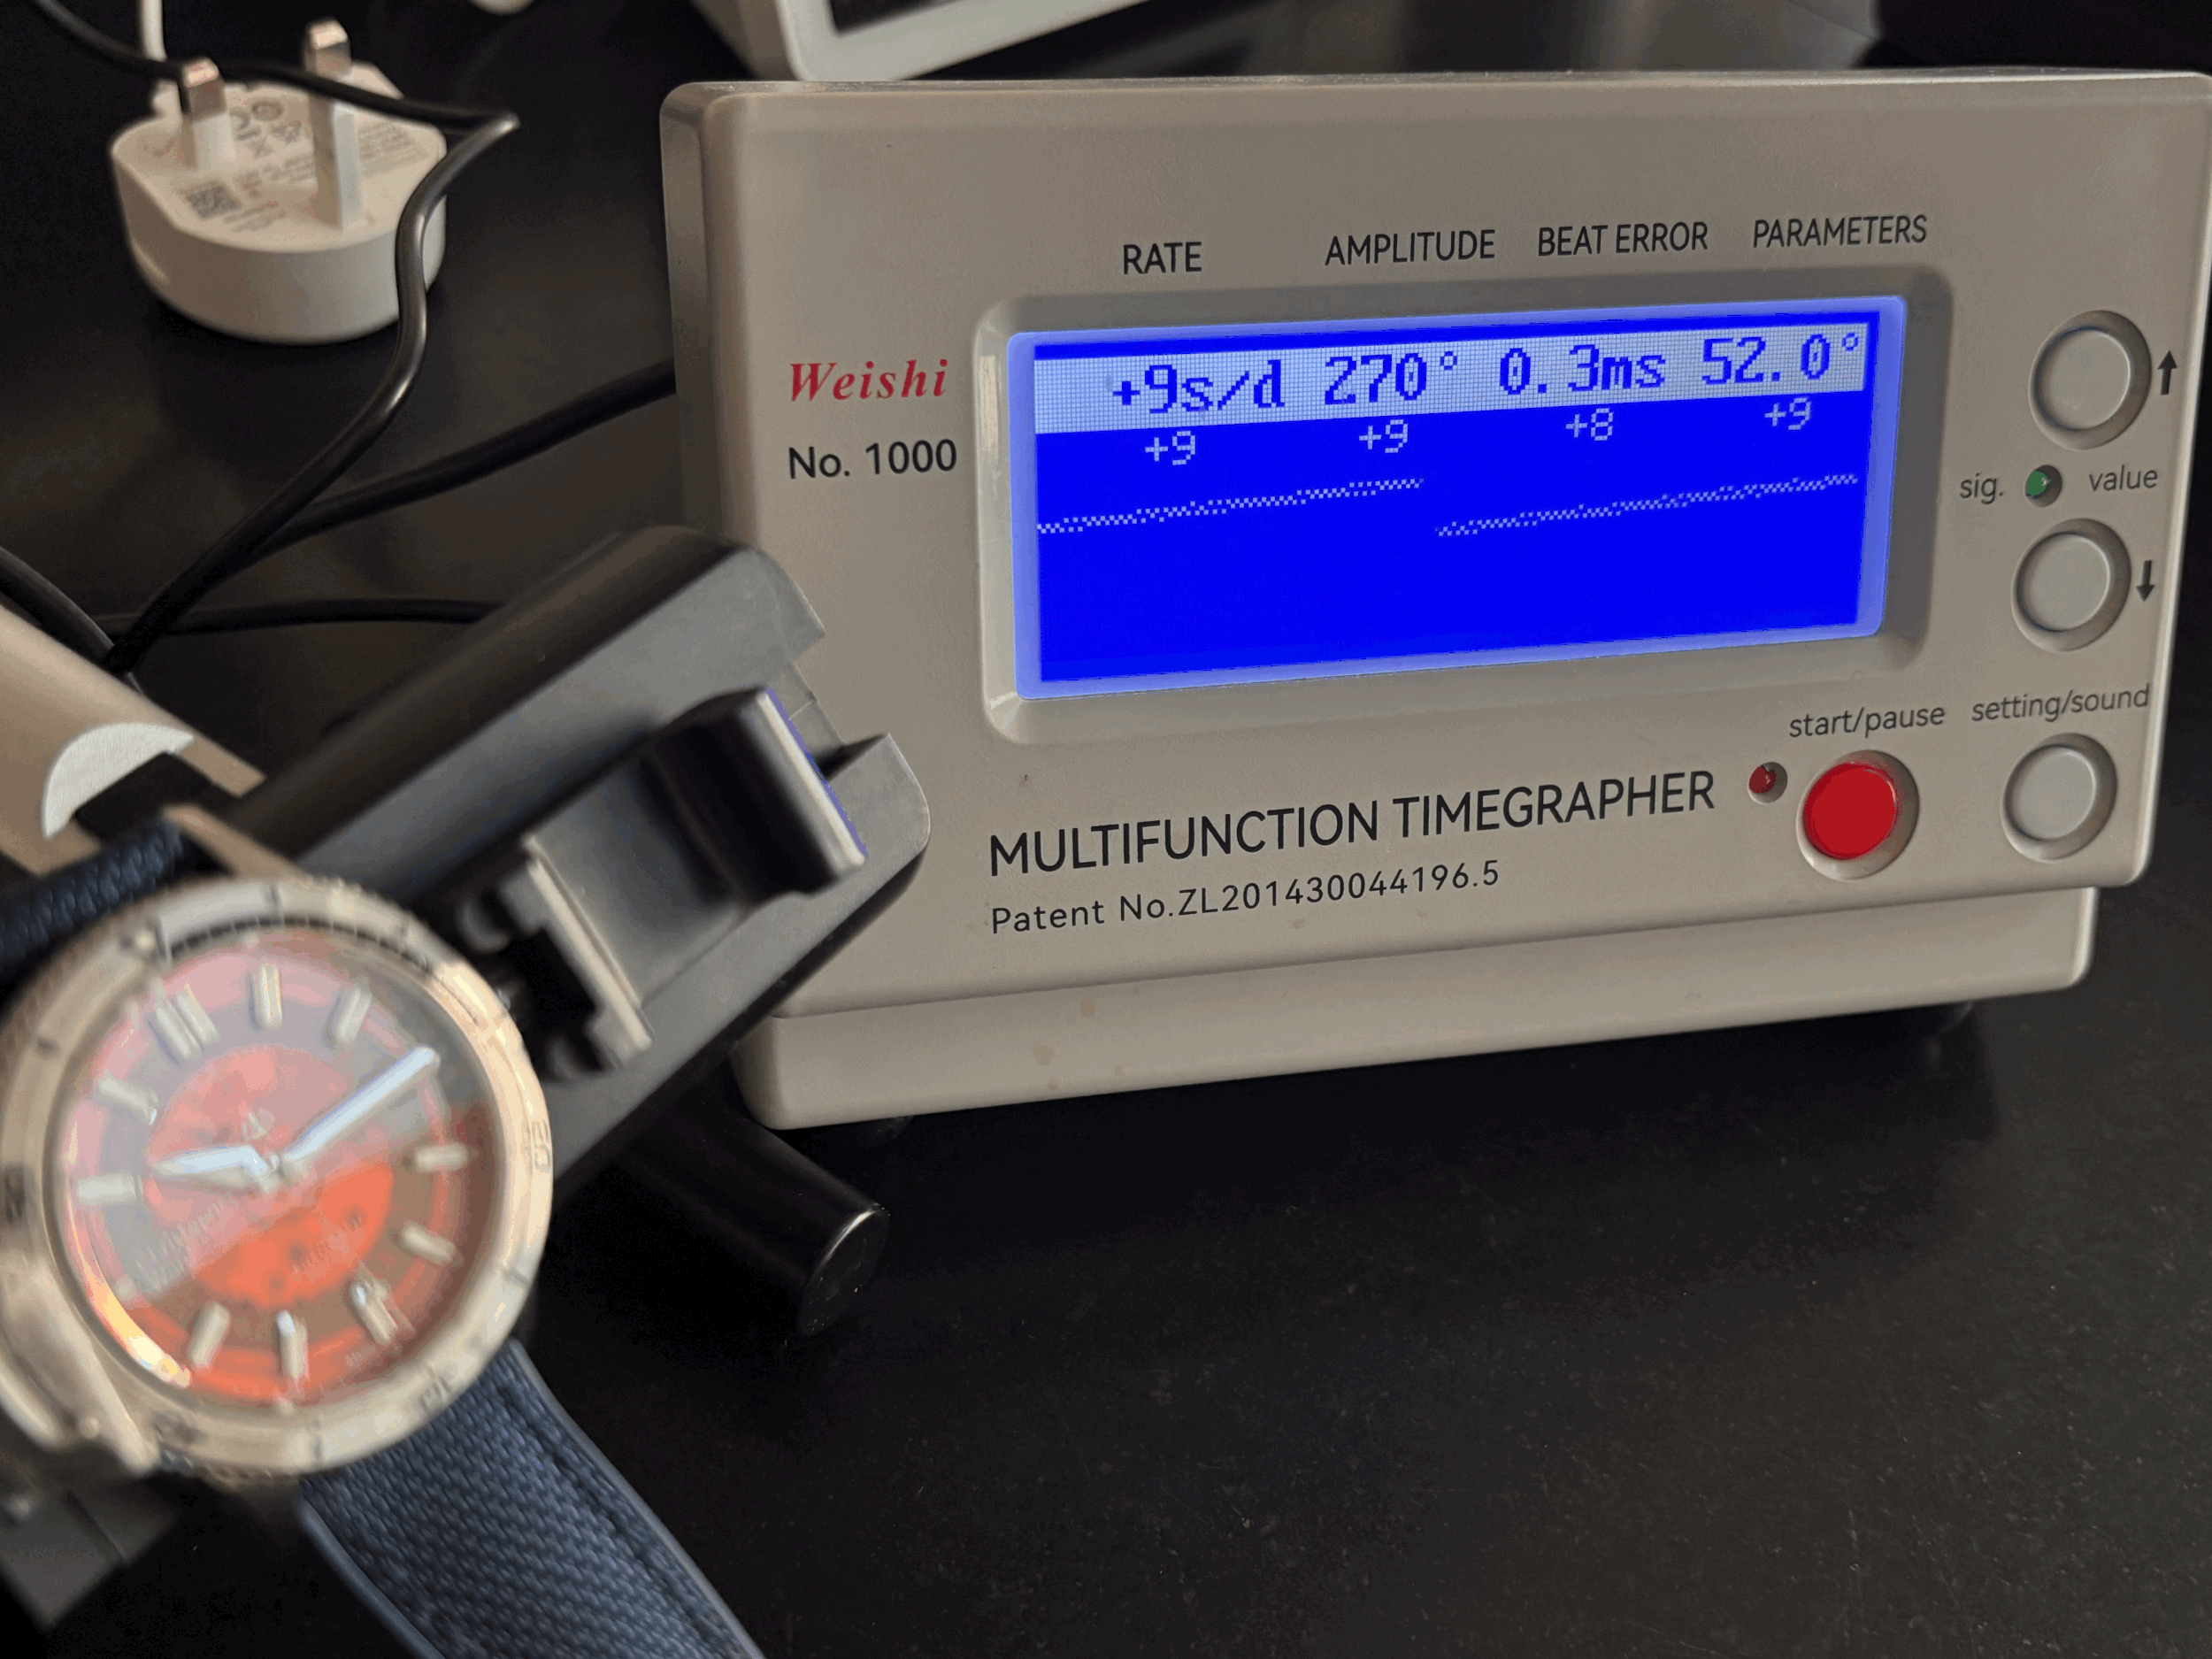 RATE AMPLITUDE BEAT ERROR PARAMETERS
+9s/d 270° 0.3ms 52.0°
+9 +9 +8 +9
Weishi
No. 1000
sig. value
start/pause setting/sound
MULTIFUNCTION TIMEGRAPHER
Patent No.ZL201430044196.5